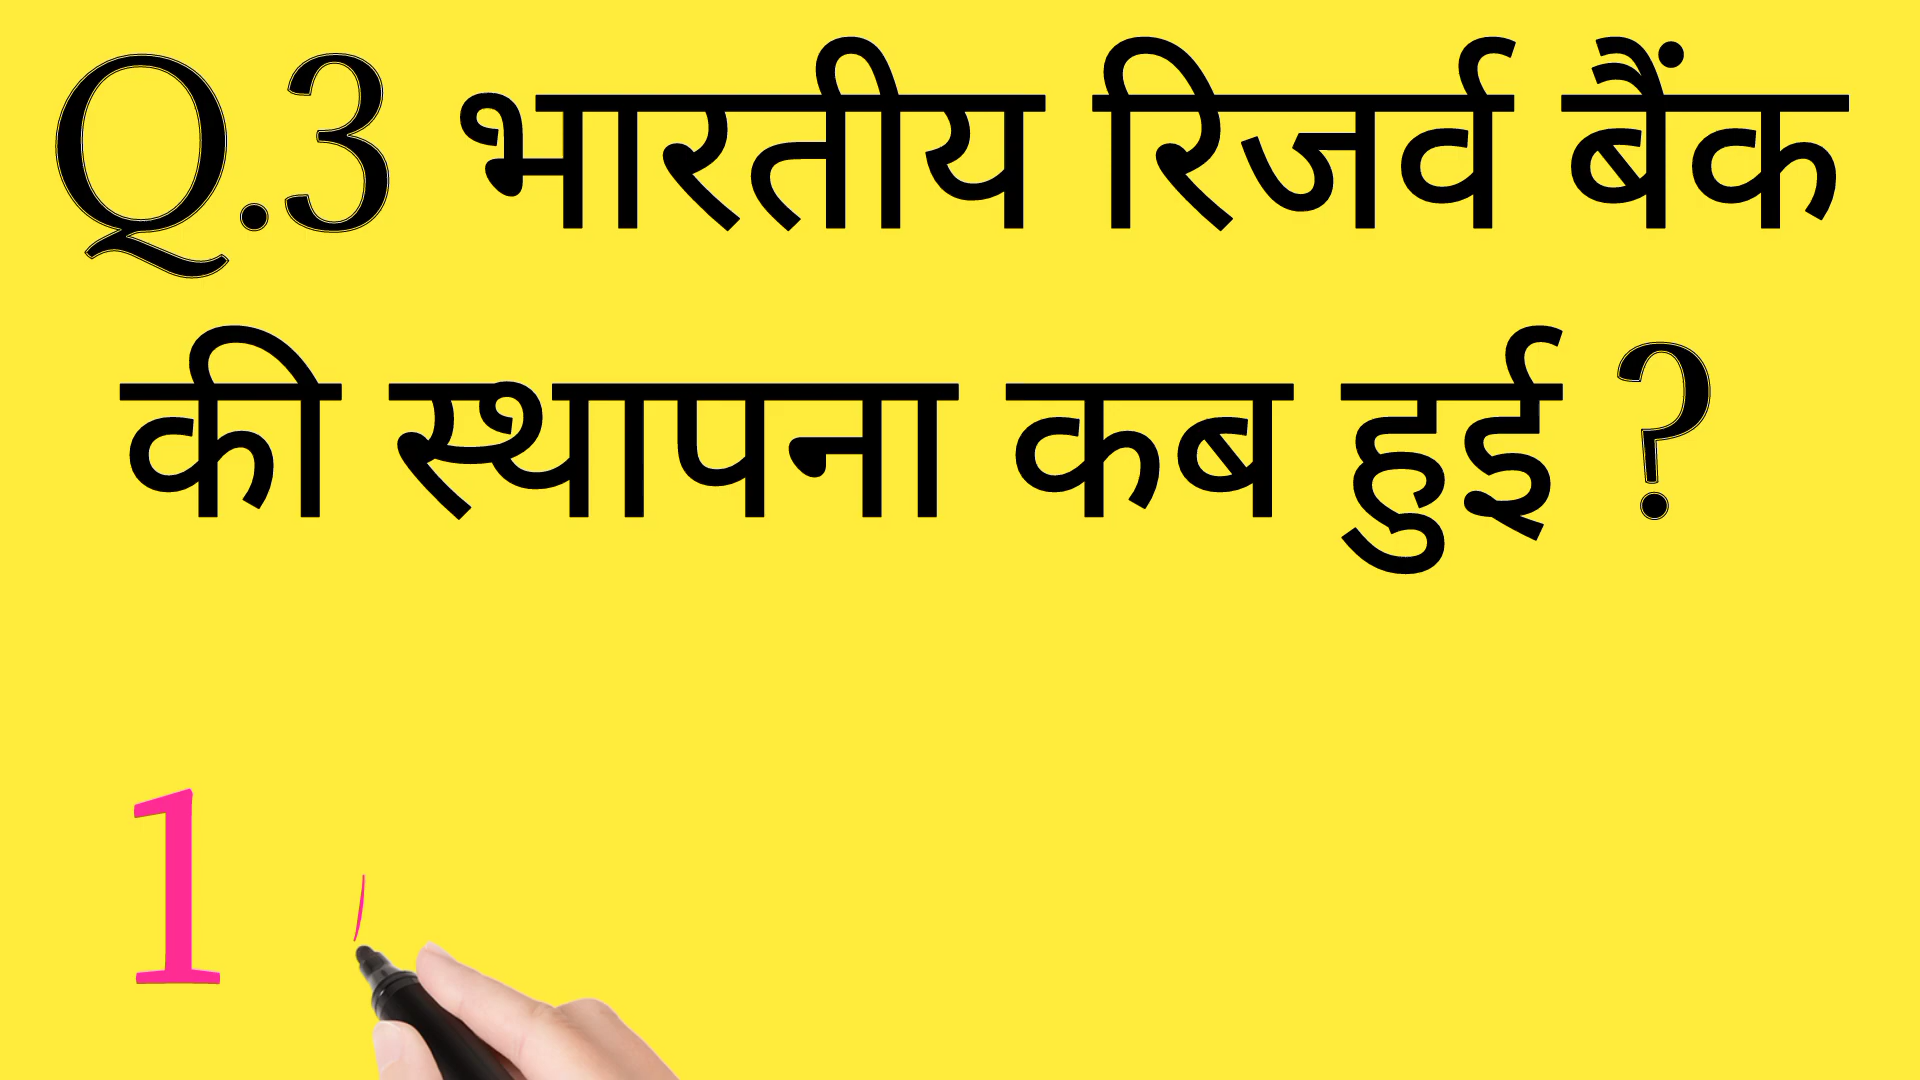 Q.3 भारतीय रिजर्व बैंक
की स्थापना कब हुई ?
1